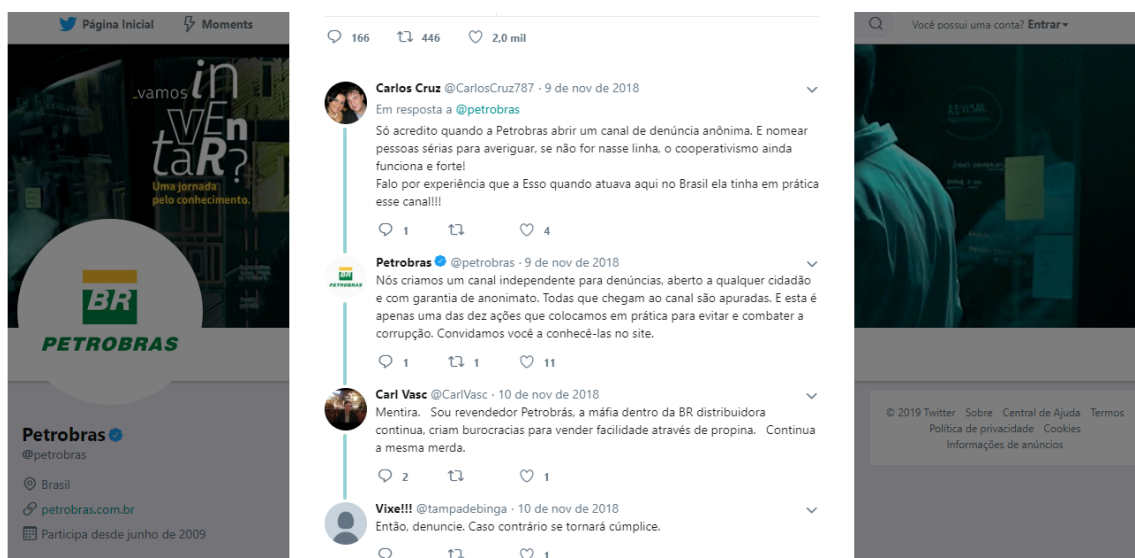 Página Inicial Moments
_vamos in
VEn
taR?
Uma jornada
pelo conhecimento.
BR
PETROBRAS
Petrobras
@petrobras
Brasil
petrobras.com.br
Participa desde junho de 2009
166 446 2,0 mil
Carlos Cruz @CarlosCruz787 · 9 de nov de 2018
Em resposta a @petrobras
Só acredito quando a Petrobras abrir um canal de denúncia anônima. E nomear
pessoas sérias para averiguar, se não for nasse linha, o cooperativismo ainda
funciona e forte!
Falo por experiência que a Esso quando atuava aqui no Brasil ela tinha em prática
esse canal!!!
1 4
BR
PETROBRAS
Petrobras @petrobras · 9 de nov de 2018
Nós criamos um canal independente para denúncias, aberto a qualquer cidadão
e com garantia de anonimato. Todas que chegam ao canal são apuradas. E esta é
apenas uma das dez ações que colocamos em prática para evitar e combater a
corrupção. Convidamos você a conhecê-las no site.
1 1 11
Carl Vasc @CarlVasc · 10 de nov de 2018
Mentira. Sou revendedor Petrobrás, a máfia dentro da BR distribuidora
continua, criam burocracias para vender facilidade através de propina. Continua
a mesma merda.
2 1
Vixe!!! @tampadebinga · 10 de nov de 2018
Então, denuncie. Caso contrário se tornará cúmplice.
1
Você possui uma conta? Entrar
REVISAR
© 2019 Twitter Sobre Central de Ajuda Termos
Política de privacidade Cookies
Informações de anúncios